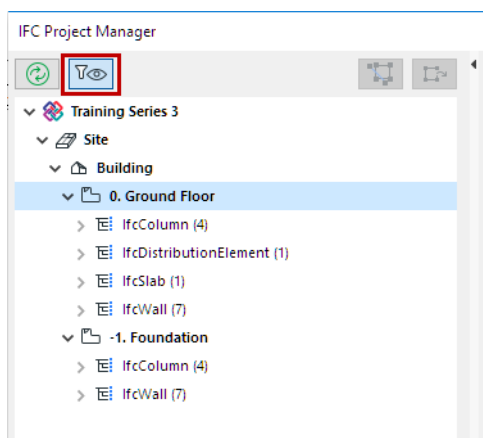 IFC Project Manager
Training Series 3
Site
Building
0. Ground Floor
IfcColumn (4)
IfcDistributionElement (1)
IfcSlab (1)
IfcWall (7)
-1. Foundation
IfcColumn (4)
IfcWall (7)